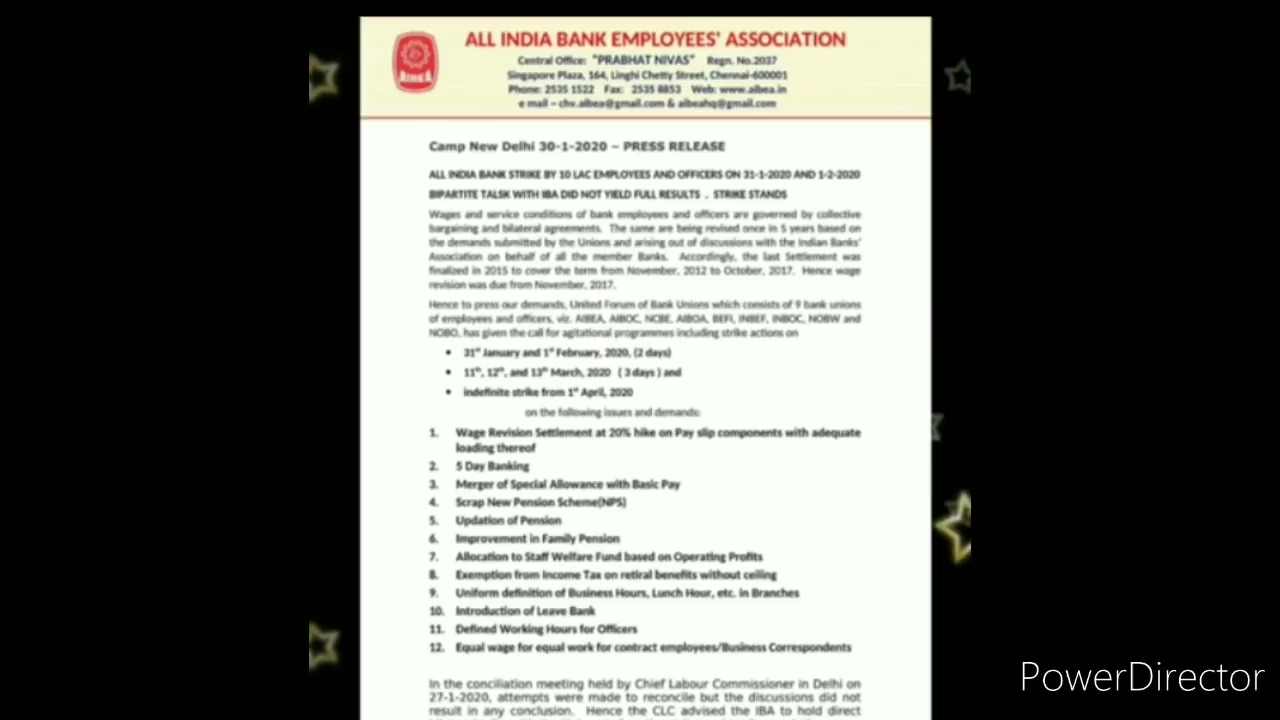 ALL INDIA BANK EMPLOYEES' ASSOCIATION
Central Office: "PRABHAT NIVAS" Regn. No.2037
Singapore Plaza, 164, Linghi Chetty Street, Chennai-600001
Phone: 2535 1522 Fax: 2535 8853 Web: www.aibea.in
e mail – chv.aibea@gmail.com & aibeahq@gmail.com
AIBEA
Camp New Delhi 30-1-2020 – PRESS RELEASE
ALL INDIA BANK STRIKE BY 10 LAC EMPLOYEES AND OFFICERS ON 31-1-2020 AND 1-2-2020
BIPARTITE TALSK WITH IBA DID NOT YIELD FULL RESULTS . STRIKE STANDS
Wages and service conditions of bank employees and officers are governed by collective
bargaining and bilateral agreements. The same are being revised once in 5 years based on
the demands submitted by the Unions and arising out of discussions with the Indian Banks'
Association on behalf of all the member Banks. Accordingly, the last Settlement was
finalized in 2015 to cover the term from November, 2012 to October, 2017. Hence wage
revision was due from November, 2017.
Hence to press our demands, United Forum of Bank Unions which consists of 9 bank unions
of employees and officers, viz. AIBEA, AIBOC, NCBE, AIBOA, BEFI, INBEF, INBOC, NOBW and
NOBO, has given the call for agitational programmes including strike actions on
• 31st January and 1st February, 2020, (2 days)
• 11th, 12th, and 13th March, 2020 ( 3 days ) and
• indefinite strike from 1st April, 2020
on the following issues and demands:
1. Wage Revision Settlement at 20% hike on Pay slip components with adequate
loading thereof
2. 5 Day Banking
3. Merger of Special Allowance with Basic Pay
4. Scrap New Pension Scheme(NPS)
5. Updation of Pension
6. Improvement in Family Pension
7. Allocation to Staff Welfare Fund based on Operating Profits
8. Exemption from Income Tax on retiral benefits without ceiling
9. Uniform definition of Business Hours, Lunch Hour, etc. in Branches
10. Introduction of Leave Bank
11. Defined Working Hours for Officers
12. Equal wage for equal work for contract employees/Business Correspondents
In the conciliation meeting held by Chief Labour Commissioner in Delhi on
27-1-2020, attempts were made to reconcile but the discussions did not
result in any conclusion. Hence the CLC advised the IBA to hold direct
PowerDirector